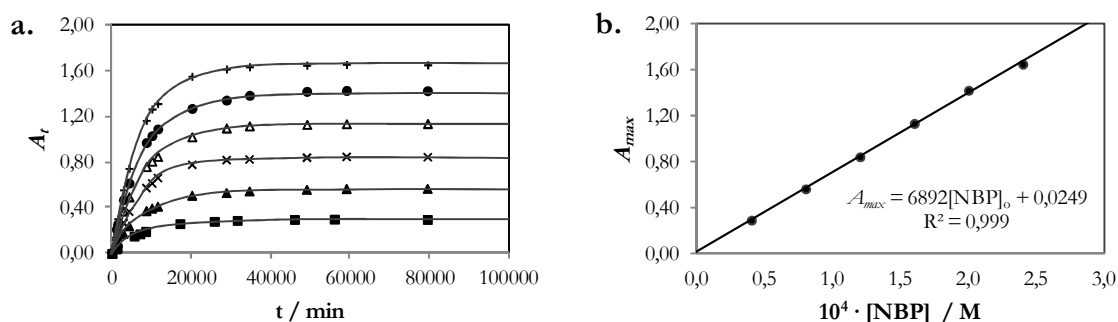 a.
2,00
1,60
1,20
0,80
0,40
0,00
A_t
0 20000 40000 60000 80000 100000
t / min
b.
2,00
1,60
1,20
0,80
0,40
0,00
A_max
A_max = 6892[NBP]_o + 0,0249
R² = 0,999
0,0 0,5 1,0 1,5 2,0 2,5 3,0
10⁴ · [NBP] / M